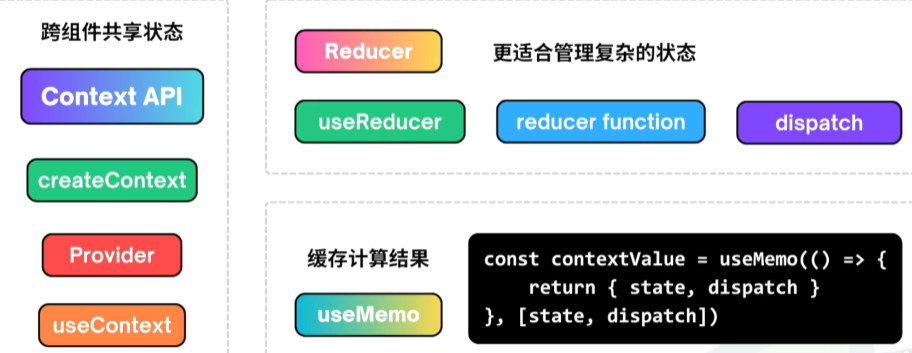 跨组件共享状态
Context API
createContext
Provider
useContext
Reducer
更适合管理复杂的状态
useReducer
reducer function
dispatch
缓存计算结果
useMemo
const contextValue = useMemo(() => {
    return { state, dispatch }
}, [state, dispatch])